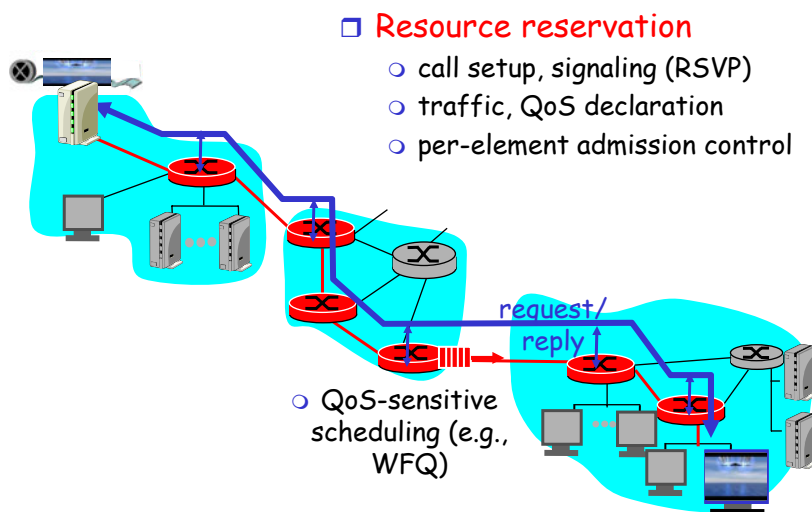 Resource reservation
call setup, signaling (RSVP)
traffic, QoS declaration
per-element admission control
request/
reply
QoS-sensitive
scheduling (e.g.,
WFQ)